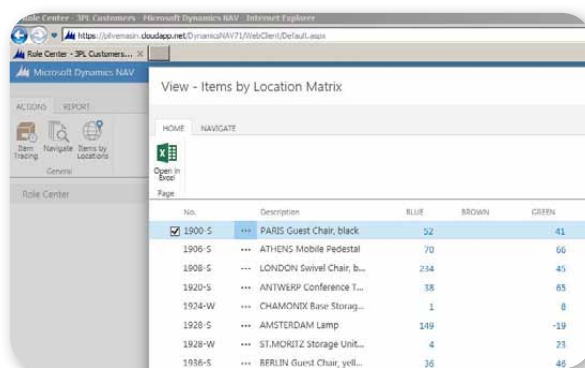 Role Center - 3PL Customers - Microsoft Dynamics NAV - Internet Explorer
https://pilvemasin.cloudapp.net/DynamicsNAV71/WebClient/Default.aspx
Role Center - 3PL Customers...
Microsoft Dynamics NAV
View - Items by Location Matrix
ACTIONS REPORT
HOME NAVIGATE
Item Tracing
Navigate
Items by Locations
General
Open in Excel
Page
Role Center
No. Description BLUE BROWN GREEN
1900-S PARIS Guest Chair, black 52 41
1906-S ATHENS Mobile Pedestal 70 66
1908-S LONDON Swivel Chair, b... 234 45
1920-S ANTWERP Conference T... 38 65
1924-W CHAMONIX Base Storag... 1 8
1928-S AMSTERDAM Lamp 149 -19
1928-W ST.MORITZ Storage Unit... 4 23
1936-S BERLIN Guest Chair, yell... 36 46